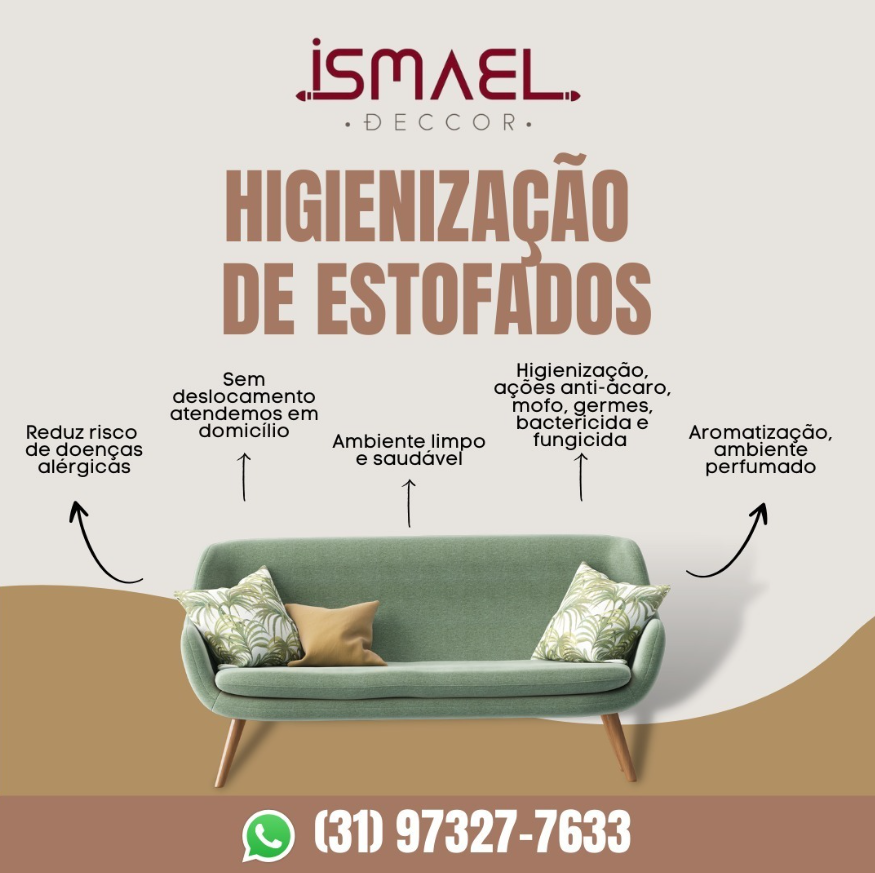 iSMAEL
• DECCOR •
HIGIENIZAÇÃO
DE ESTOFADOS
Reduz risco
de doenças
alérgicas
Sem
deslocamento
atendemos em
domicílio
Ambiente limpo
e saudável
Higienização,
ações anti-ácaro,
mofo, germes,
bactericida e
fungicida
Aromatização,
ambiente
perfumado
(31) 97327-7633